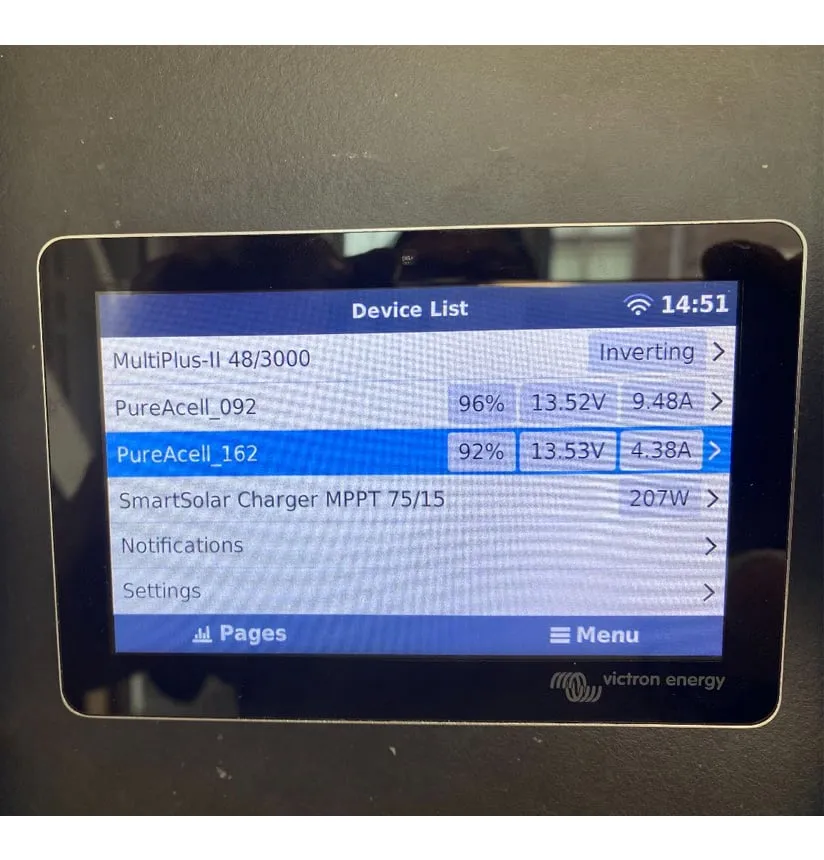 Device List 14:51
MultiPlus-II 48/3000 Inverting
PureAcell_092 96% 13.52V 9.48A
PureAcell_162 92% 13.53V 4.38A
SmartSolar Charger MPPT 75/15 207W
Notifications
Settings
Pages Menu
victron energy